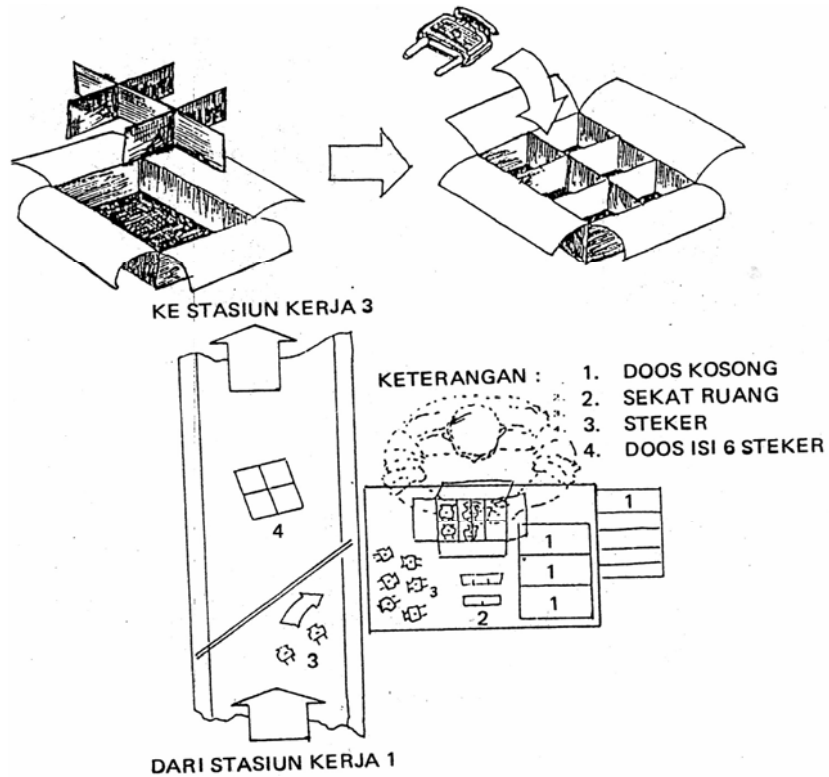 KE STASIUN KERJA 3
KETERANGAN :
1. DOOS KOSONG
2. SEKAT RUANG
3. STEKER
4. DOOS ISI 6 STEKER
4
3
3
2
1
1
1
1
DARI STASIUN KERJA 1